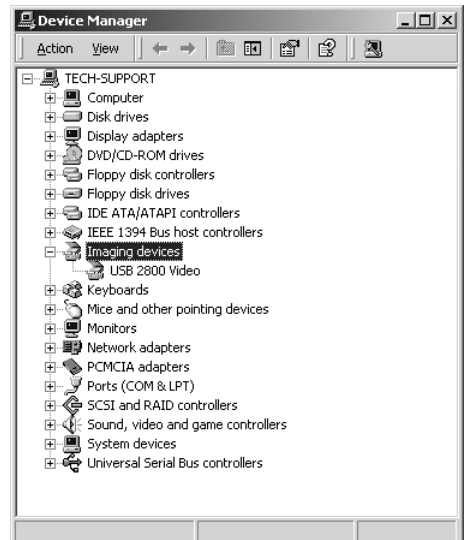 Device Manager
Action View
TECH-SUPPORT
Computer
Disk drives
Display adapters
DVD/CD-ROM drives
Floppy disk controllers
Floppy disk drives
IDE ATA/ATAPI controllers
IEEE 1394 Bus host controllers
Imaging devices
USB 2800 Video
Keyboards
Mice and other pointing devices
Monitors
Network adapters
PCMCIA adapters
Ports (COM & LPT)
SCSI and RAID controllers
Sound, video and game controllers
System devices
Universal Serial Bus controllers